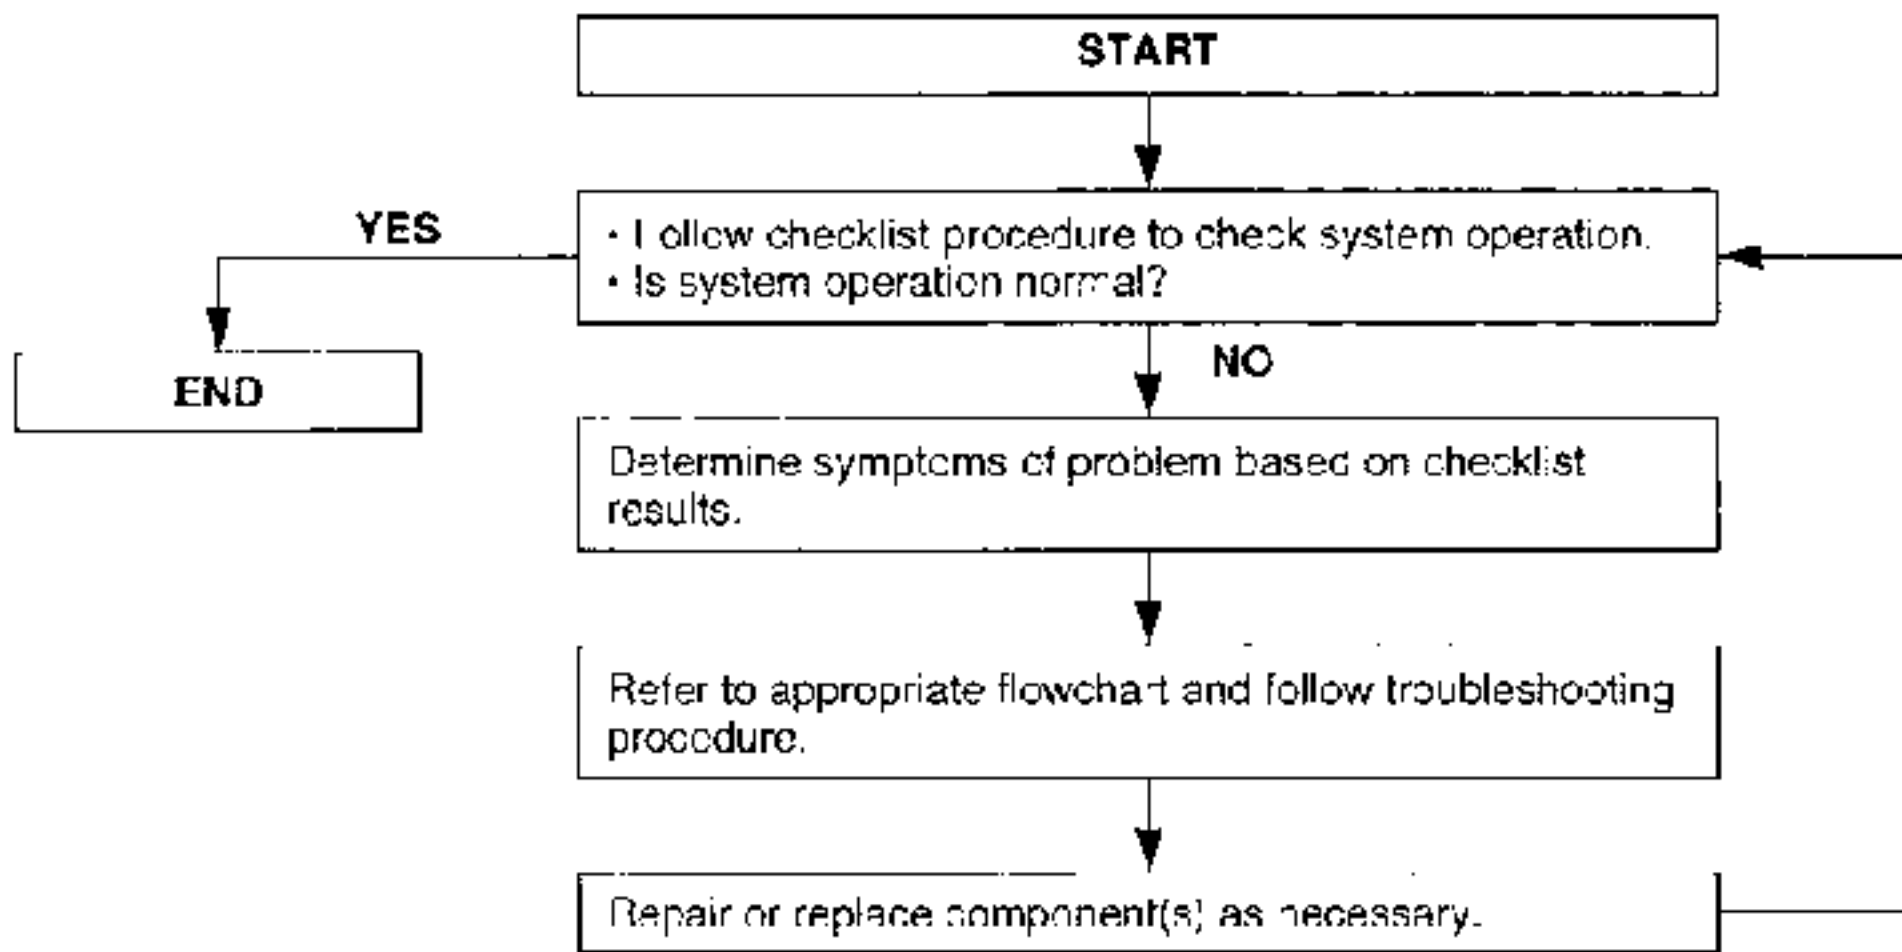 START
YES
• Follow checklist procedure to check system operation.
• Is system operation normal?
NO
END
Determine symptoms of problem based on checklist
results.
Refer to appropriate flowchart and follow troubleshooting
procedure.
Repair or replace component(s) as necessary.